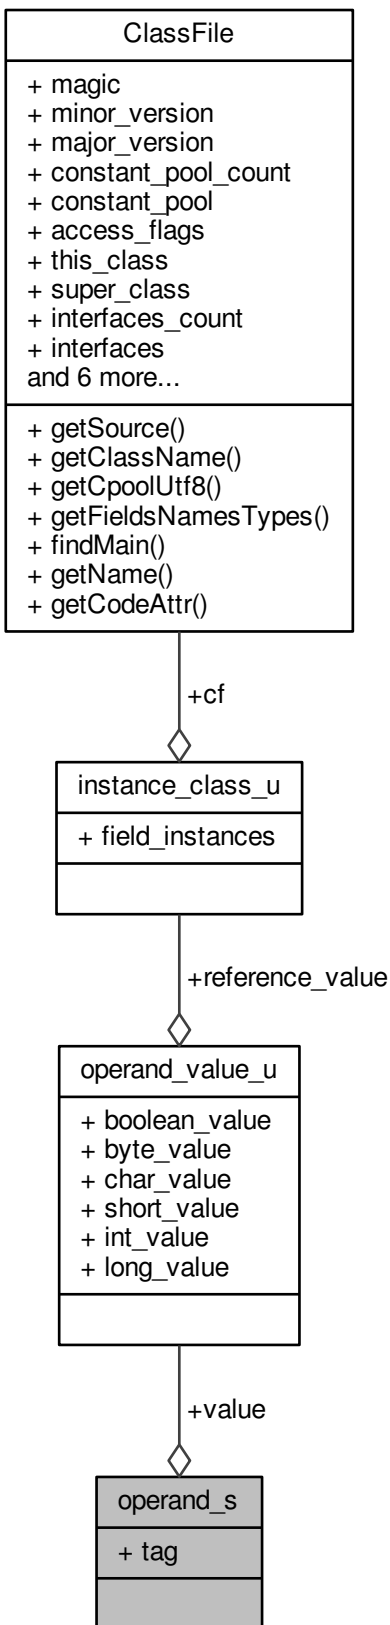 ClassFile
+ magic
+ minor_version
+ major_version
+ constant_pool_count
+ constant_pool
+ access_flags
+ this_class
+ super_class
+ interfaces_count
+ interfaces
and 6 more...
+ getSource()
+ getClassName()
+ getCpoolUtf8()
+ getFieldsNamesTypes()
+ findMain()
+ getName()
+ getCodeAttr()
+cf
instance_class_u
+ field_instances
+reference_value
operand_value_u
+ boolean_value
+ byte_value
+ char_value
+ short_value
+ int_value
+ long_value
+value
operand_s
+ tag